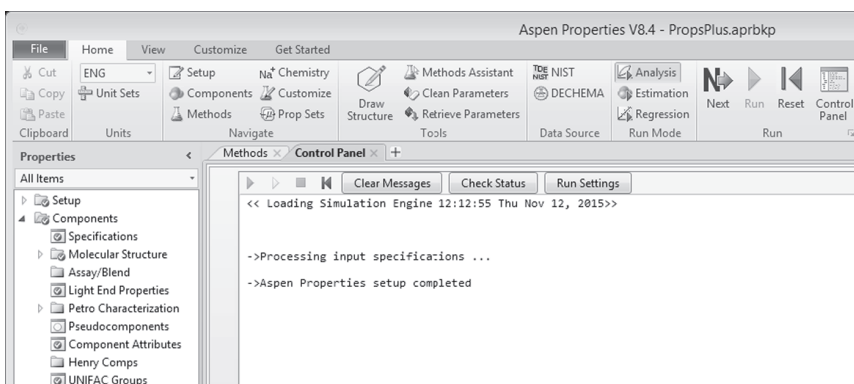 Aspen Properties V8.4 - PropsPlus.aprbkp
File Home View Customize Get Started
Cut
Copy
Paste
Clipboard
ENG
Unit Sets
Units
Setup
Components
Methods
Na+ Chemistry
Customize
Prop Sets
Navigate
Draw
Structure
Methods Assistant
Clean Parameters
Retrieve Parameters
Tools
TDE NIST NIST
DECHEMA
Data Source
Analysis
Estimation
Regression
Run Mode
Next
Run
Reset
Control
Panel
Run
Properties
All Items
Setup
Components
Specifications
Molecular Structure
Assay/Blend
Light End Properties
Petro Characterization
Pseudocomponents
Component Attributes
Henry Comps
UNIFAC Groups
Methods Control Panel +
Clear Messages Check Status Run Settings
<< Loading Simulation Engine 12:12:55 Thu Nov 12, 2015>>
->Processing input specifications ...
->Aspen Properties setup completed